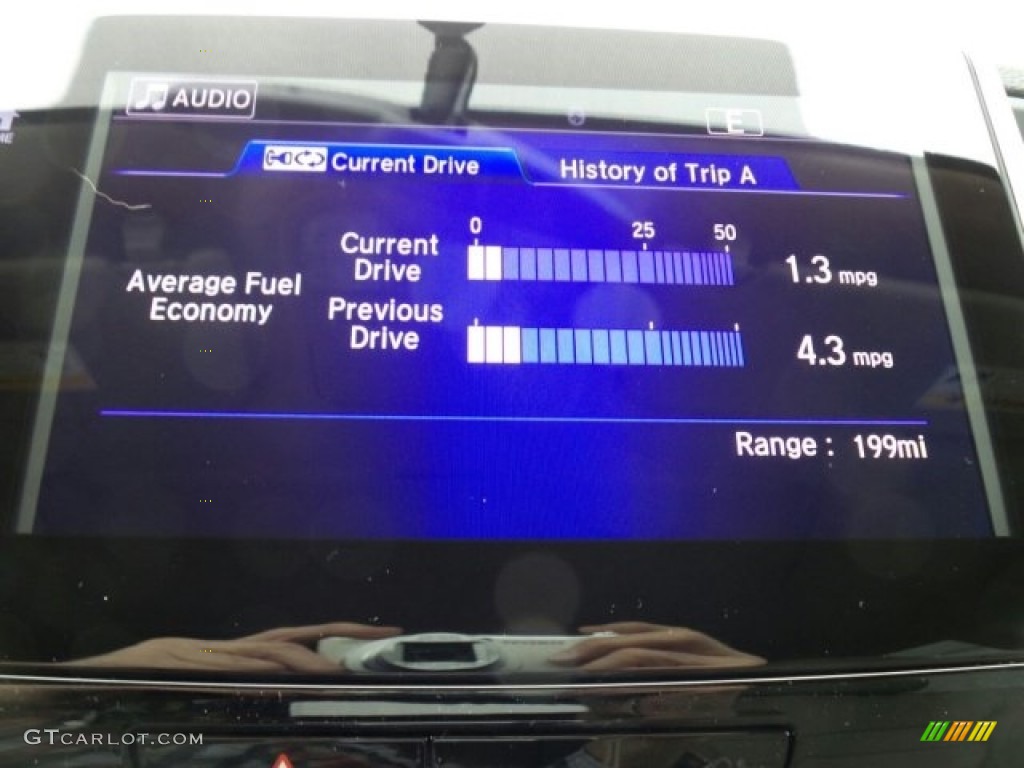 AUDIO
E
Current Drive
History of Trip A
0 25 50
Current
Drive
1.3 mpg
Average Fuel
Economy
Previous
Drive
4.3 mpg
Range : 199mi
GTCARLOT.COM